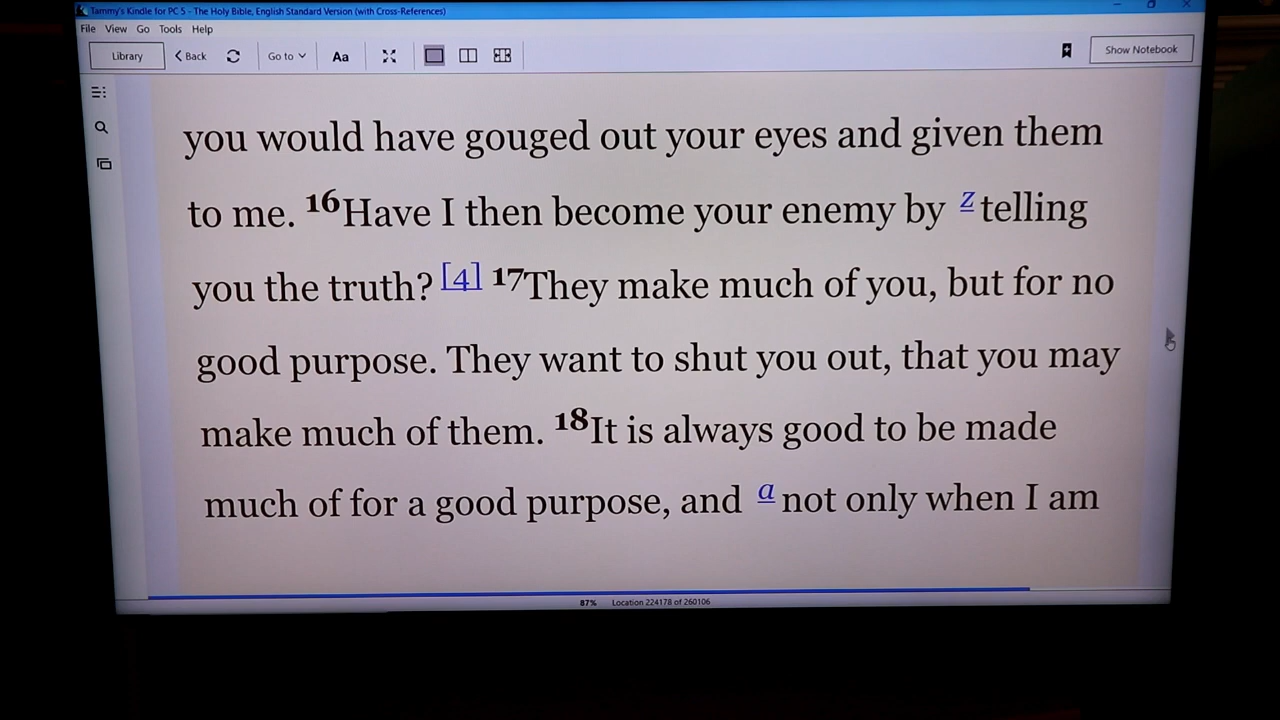 Tammy's Kindle for PC 5 - The Holy Bible, English Standard Version (with Cross-References)
File View Go Tools Help
Library Back Go to Aa Show Notebook
you would have gouged out your eyes and given them
to me. 16Have I then become your enemy by z telling
you the truth? [4] 17They make much of you, but for no
good purpose. They want to shut you out, that you may
make much of them. 18It is always good to be made
much of for a good purpose, and a not only when I am
87% Location 224178 of 260106